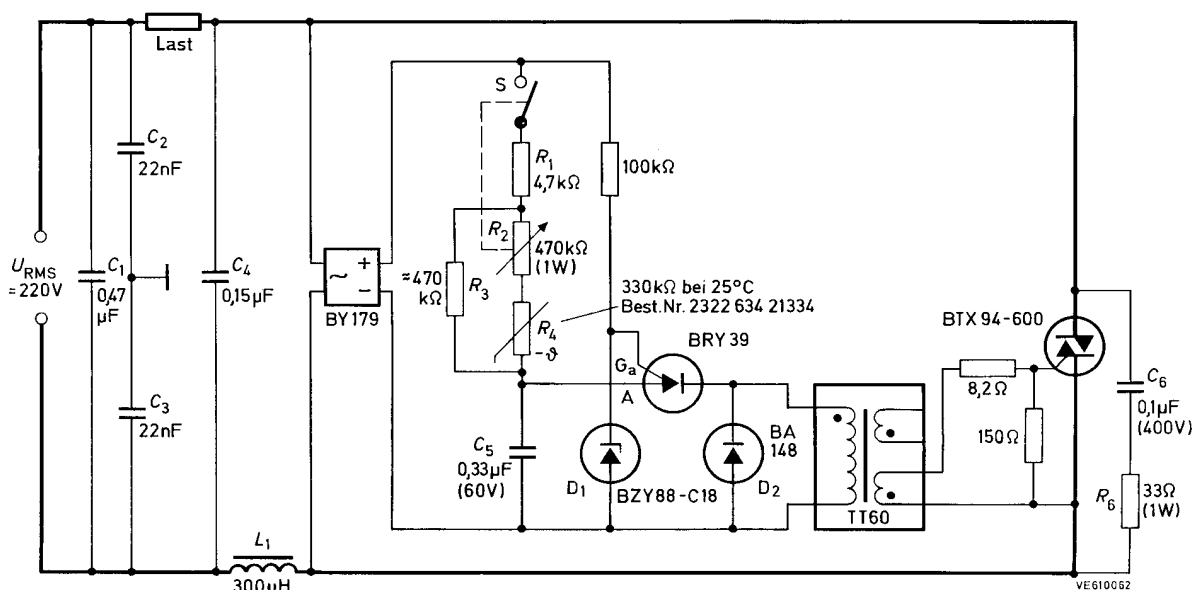 Last
S
C2
22nF
R1
4,7kΩ
100kΩ
R2
470kΩ
(1W)
URMS
=220V
C1
0,47
µF
C4
0,15µF
~
+
−
BY179
≈470
kΩ
R3
330kΩ bei 25°C
Best.Nr. 2322 634 21334
R4
-ϑ
BTX 94-600
BRY 39
Ga
A
8,2Ω
C6
0,1µF
(400V)
C3
22nF
C5
0,33µF
(60V)
BA
148
150Ω
D1
BZY88-C18
D2
TT60
R6
33Ω
(1W)
L1
300µH
VE610062